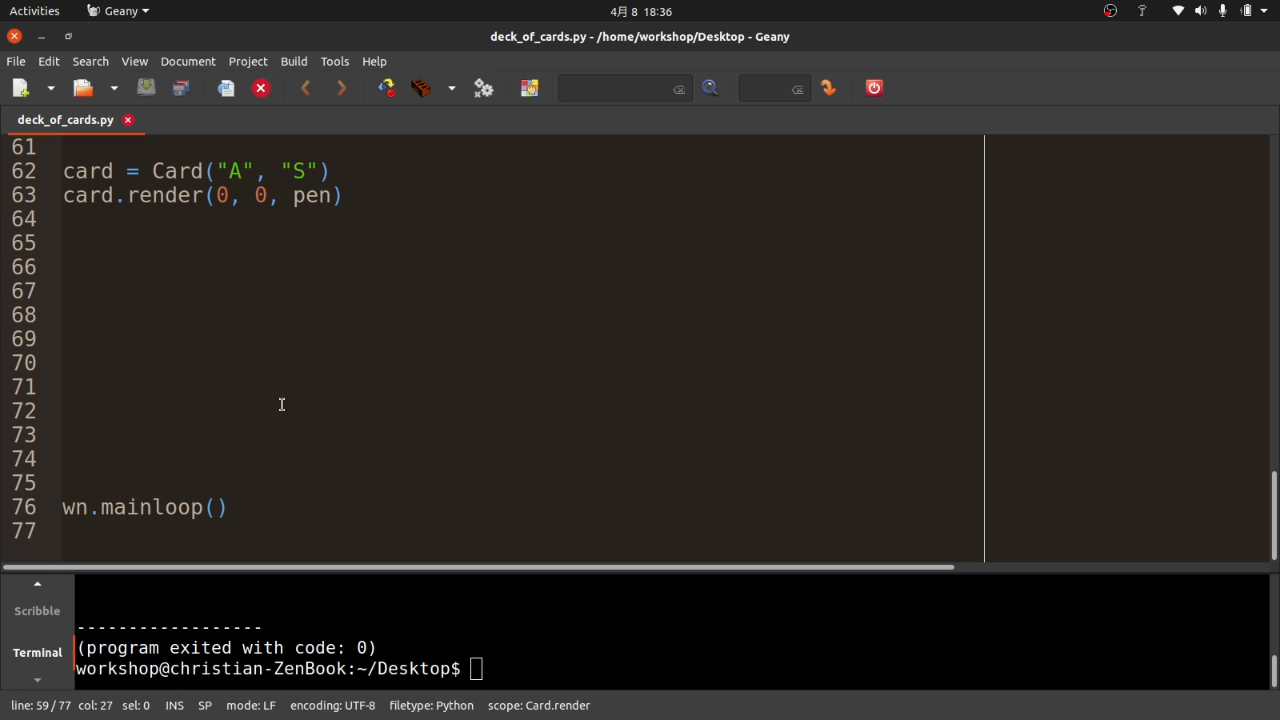 Activities Geany 4月 8 18:36
deck_of_cards.py - /home/workshop/Desktop - Geany
File Edit Search View Document Project Build Tools Help
deck_of_cards.py
61
62 card = Card("A", "S")
63 card.render(0, 0, pen)
64
65
66
67
68
69
70
71
72
73
74
75
76 wn.mainloop()
77
Scribble
------------------
Terminal (program exited with code: 0)
workshop@christian-ZenBook:~/Desktop$
line: 59 / 77 col: 27 sel: 0 INS SP mode: LF encoding: UTF-8 filetype: Python scope: Card.render